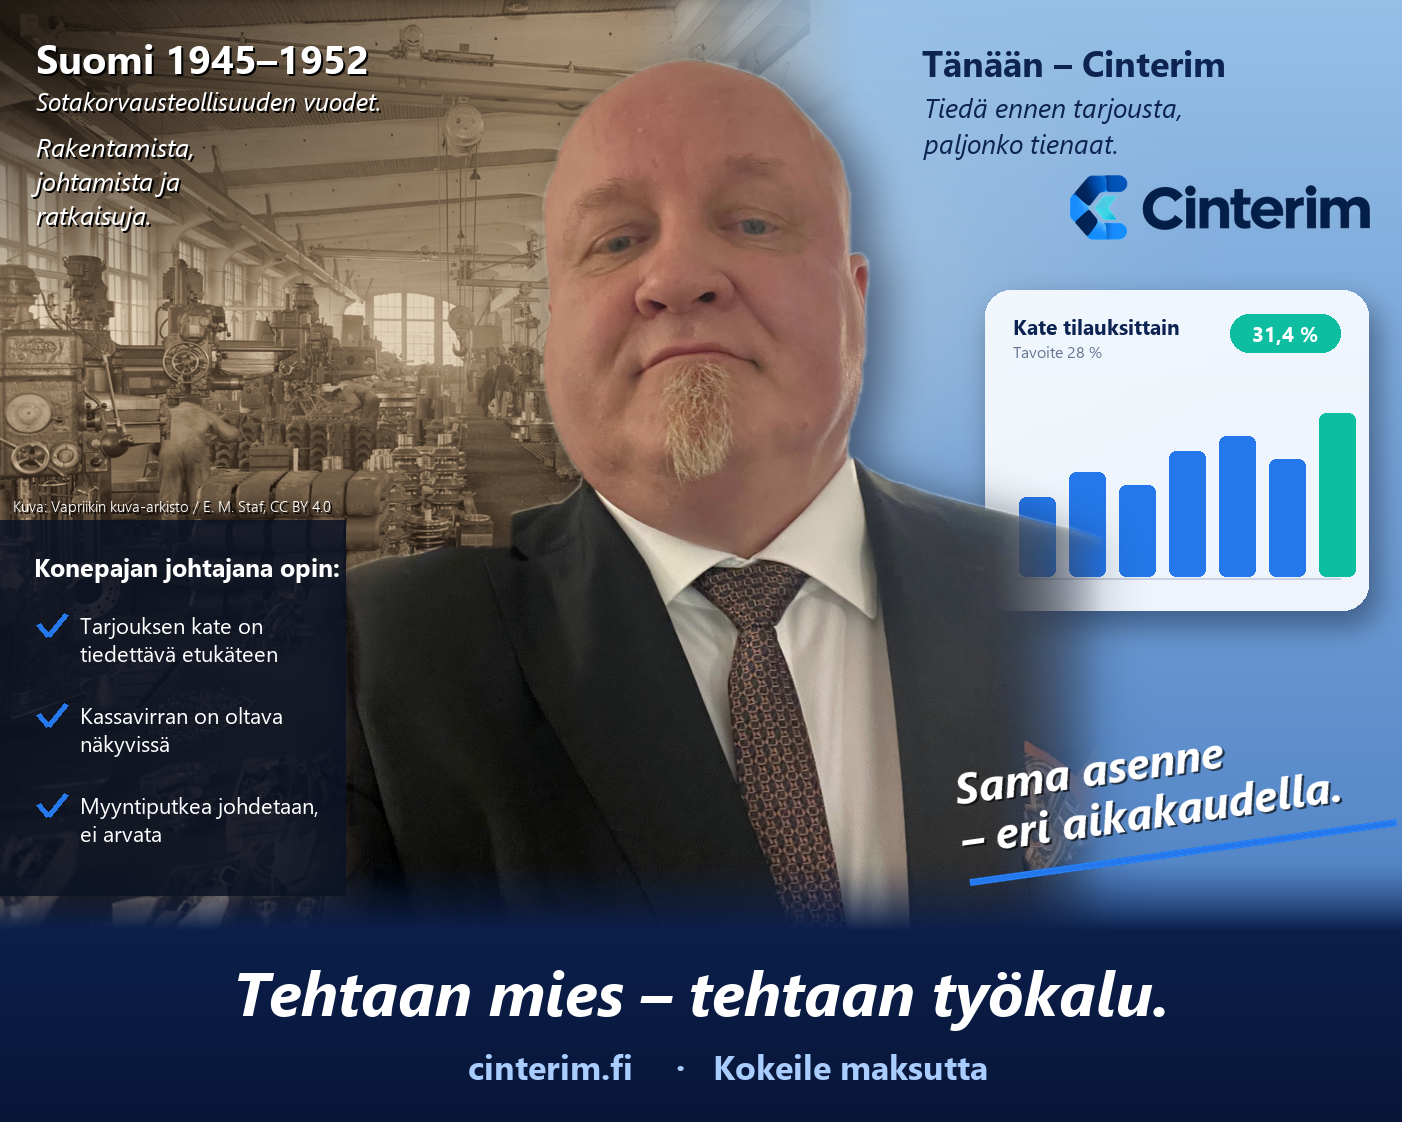 Suomi 1945–1952
Sotakorvausteollisuuden vuodet.
Rakentamista,
johtamista ja
ratkaisuja.
Kuva: Vapriikin kuva-arkisto / E. M. Staf, CC BY 4.0
Konepajan johtajana opin:
Tarjouksen kate on
tiedettävä etukäteen
Kassavirran on oltava
näkyvissä
Myyntiputkea johdetaan,
ei arvata
Tänään – Cinterim
Tiedä ennen tarjousta,
paljonko tienaat.
Cinterim
Kate tilauksittain
31,4 %
Tavoite 28 %
Sama asenne
– eri aikakaudella.
Tehtaan mies – tehtaan työkalu.
cinterim.fi · Kokeile maksutta